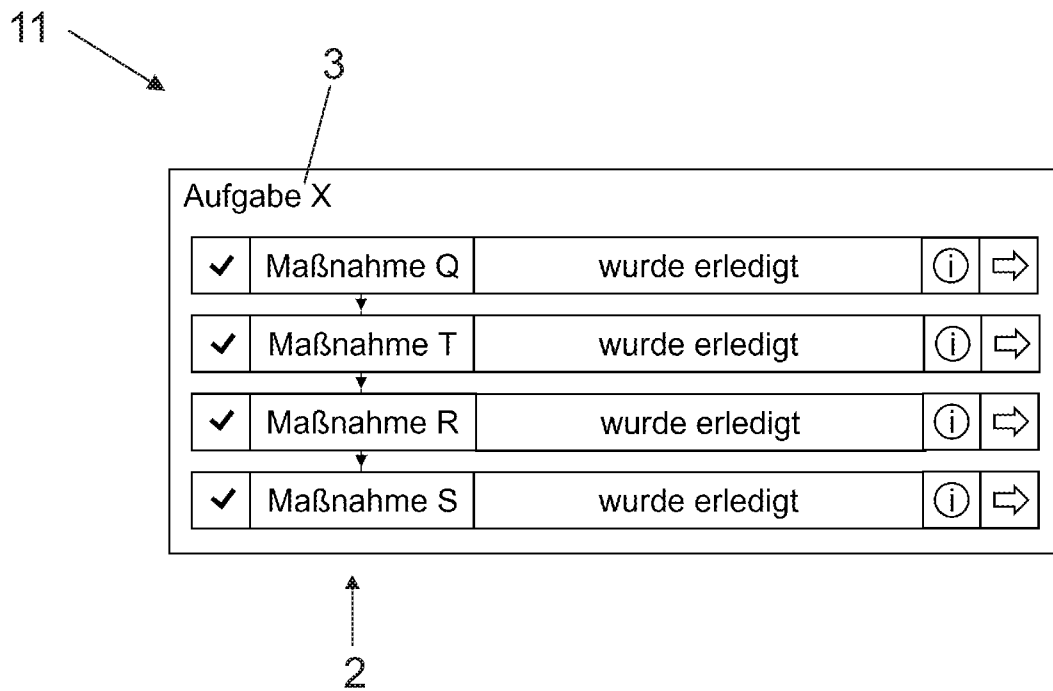 11
3
Aufgabe X
Maßnahme Q wurde erledigt i
Maßnahme T wurde erledigt i
Maßnahme R wurde erledigt i
Maßnahme S wurde erledigt i
2